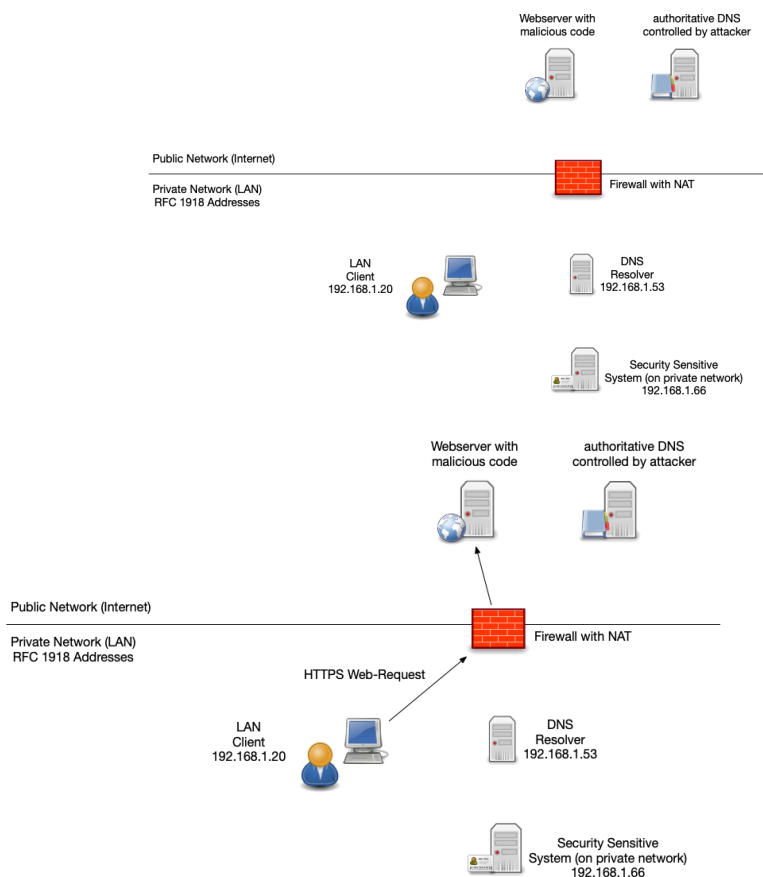 Webserver with
malicious code
authoritative DNS
controlled by attacker
Public Network (Internet)
Private Network (LAN)
RFC 1918 Addresses
Firewall with NAT
LAN
Client
192.168.1.20
DNS
Resolver
192.168.1.53
Security Sensitive
System (on private network)
192.168.1.66
Webserver with
malicious code
authoritative DNS
controlled by attacker
Public Network (Internet)
Private Network (LAN)
RFC 1918 Addresses
Firewall with NAT
HTTPS Web-Request
LAN
Client
192.168.1.20
DNS
Resolver
192.168.1.53
Security Sensitive
System (on private network)
192.168.1.66